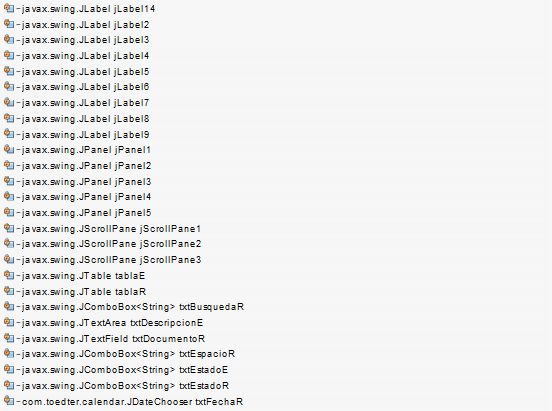 -javax.swing.JLabel jLabel14
-javax.swing.JLabel jLabel2
-javax.swing.JLabel jLabel3
-javax.swing.JLabel jLabel4
-javax.swing.JLabel jLabel5
-javax.swing.JLabel jLabel6
-javax.swing.JLabel jLabel7
-javax.swing.JLabel jLabel8
-javax.swing.JLabel jLabel9
-javax.swing.JPanel jPanel1
-javax.swing.JPanel jPanel2
-javax.swing.JPanel jPanel3
-javax.swing.JPanel jPanel4
-javax.swing.JPanel jPanel5
-javax.swing.JScrollPane jScrollPane1
-javax.swing.JScrollPane jScrollPane2
-javax.swing.JScrollPane jScrollPane3
-javax.swing.JTable tablaE
-javax.swing.JTable tablaR
-javax.swing.JComboBox<String> txtBusquedaR
-javax.swing.JTextArea txtDescripcionE
-javax.swing.JTextField txtDocumentoR
-javax.swing.JComboBox<String> txtEspacioR
-javax.swing.JComboBox<String> txtEstadoE
-javax.swing.JComboBox<String> txtEstadoR
-com.toedter.calendar.JDateChooser txtFechaR